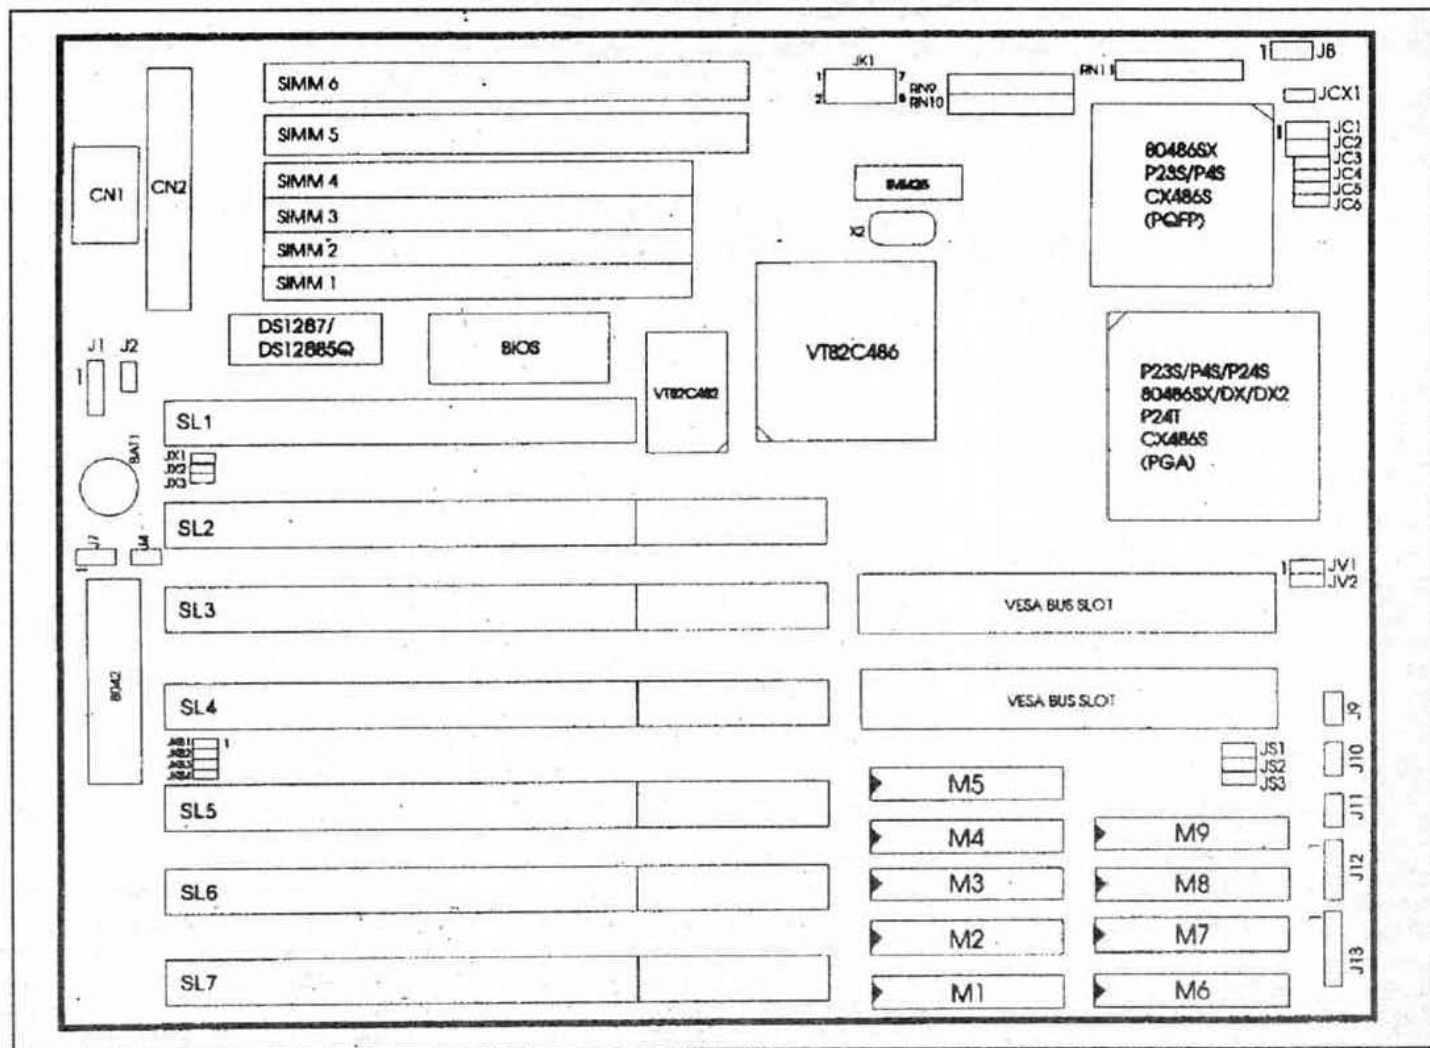 SIMM 6
SIMM 5
SIMM 4
SIMM 3
SIMM 2
SIMM 1
CN1
CN2
JK1
1
7
2
8
RN9
RN10
RN11
1
J8
JCX1
1
JC1
JC2
JC3
JC4
JC5
JC6
80486SX
P23S/P4S
CX486S
(PQFP)
X2
DS1287/
DS12885Q
BIOS
VT82C482
VT82C486
P23S/P4S/P24S
80486SX/DX/DX2
P24T
CX486S
(PGA)
J1
J2
1
SL1
BAT1
JX1
JX2
JX3
SL2
J7
J4
1
SL3
VESA BUS SLOT
1
JV1
JV2
8042
SL4
VESA BUS SLOT
J9
1
JS1
JS2
JS3
J10
SL5
M5
J11
M4
M9
1
J12
SL6
M3
M8
M2
M7
1
J13
SL7
M1
M6